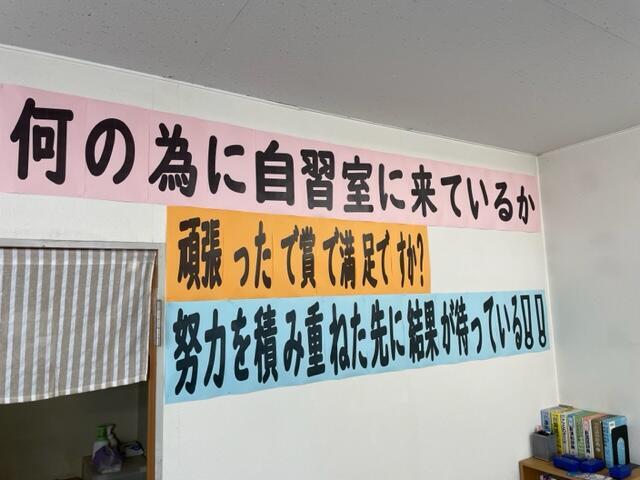 何の為に自習室に来ているか
頑張ったで賞で満足ですか?
努力を積み重ねた先に結果が待っている!!